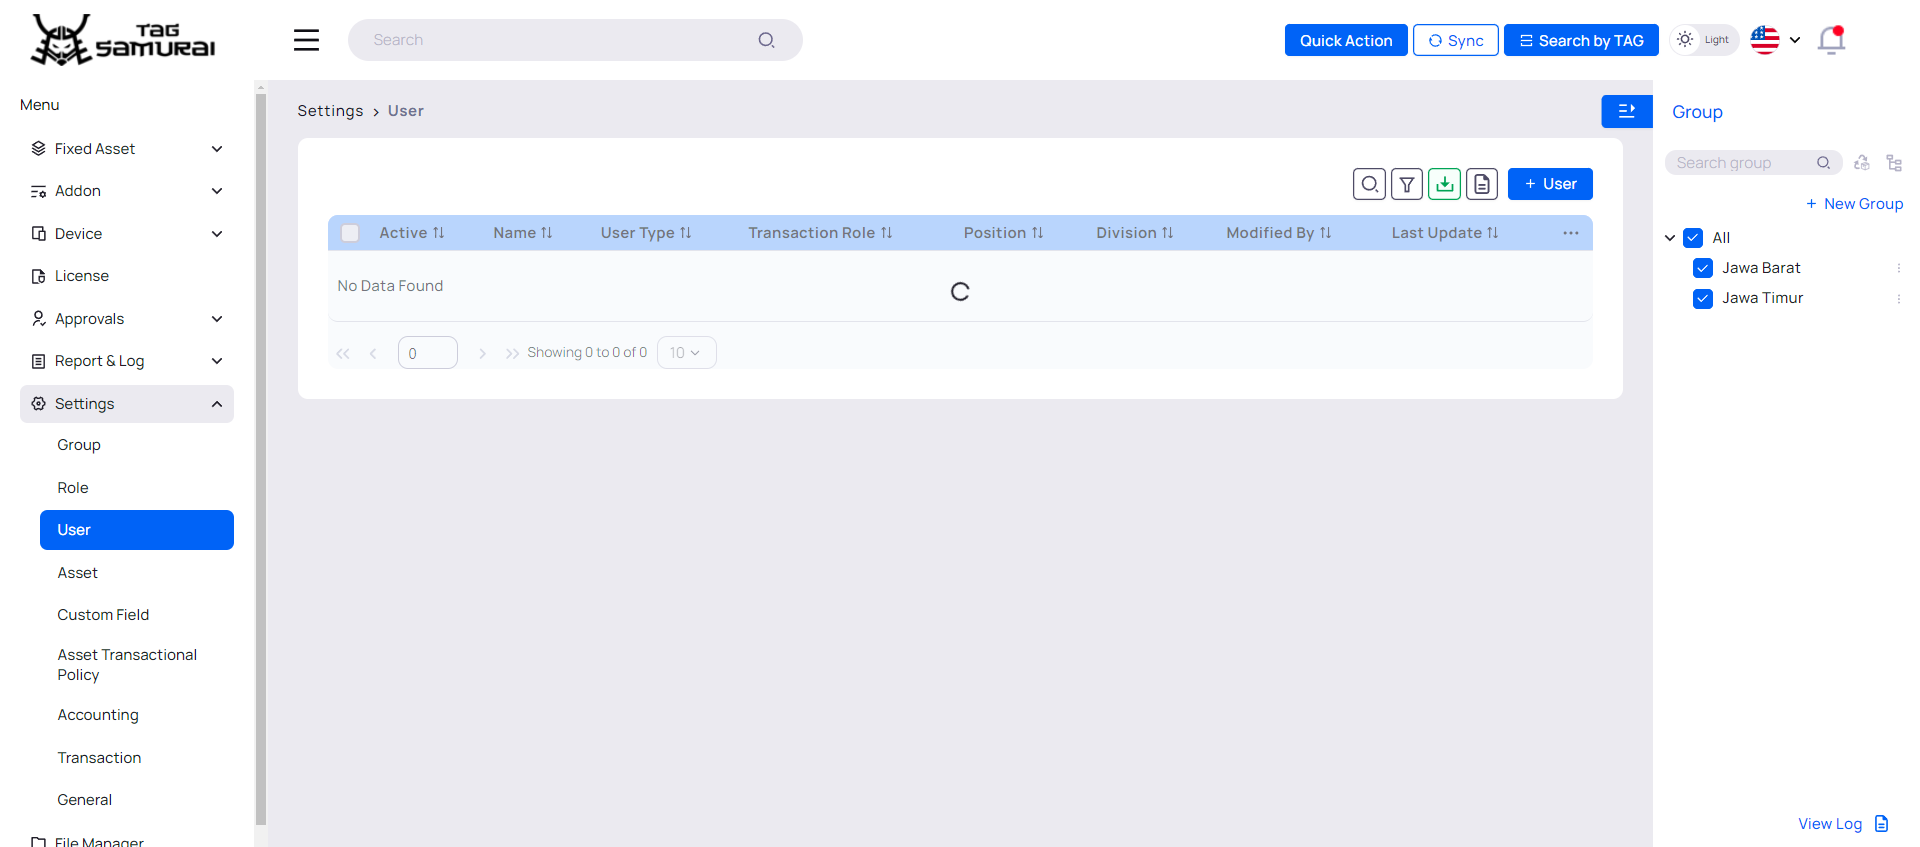 TAG
SAMURAI
Search
Quick Action
Sync
Search by TAG
Light
Menu
Fixed Asset
Addon
Device
License
Approvals
Report & Log
Settings
Group
Role
User
Asset
Custom Field
Asset Transactional
Policy
Accounting
Transaction
General
File Manager
Settings > User
+ User
Active Name User Type Transaction Role Position Division Modified By Last Update
No Data Found
0 Showing 0 to 0 of 0 10
Group
Search group
+ New Group
All
Jawa Barat
Jawa Timur
View Log